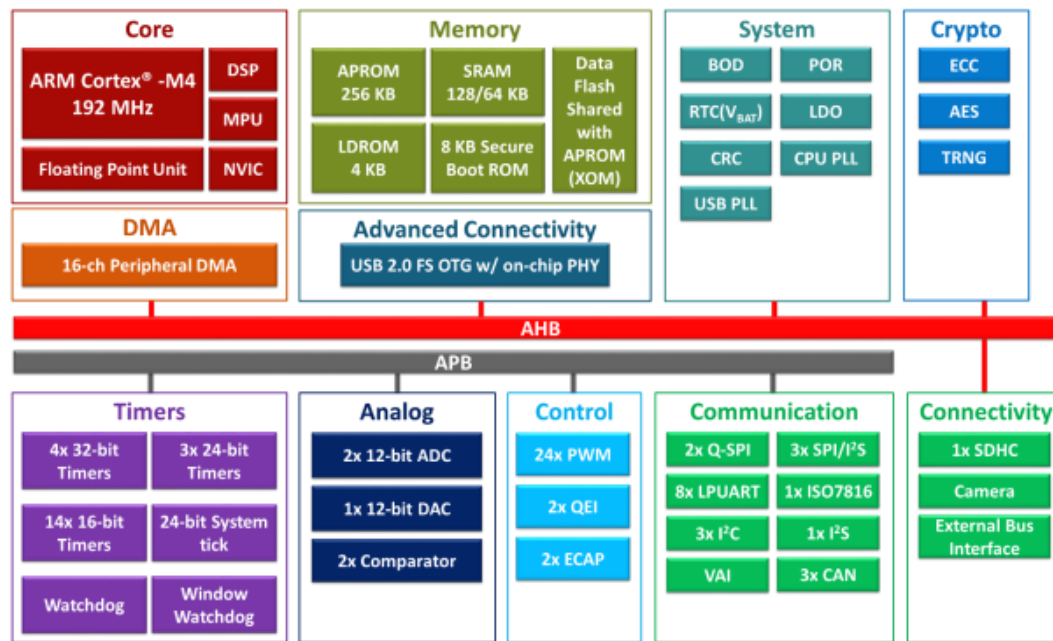 Core
ARM Cortex® -M4
192 MHz
DSP
MPU
Floating Point Unit
NVIC
Memory
APROM
256 KB
SRAM
128/64 KB
Data
Flash
Shared
with
APROM
(XOM)
LDROM
4 KB
8 KB Secure
Boot ROM
System
BOD
POR
RTC(VBAT)
LDO
CRC
CPU PLL
USB PLL
Crypto
ECC
AES
TRNG
DMA
16-ch Peripheral DMA
Advanced Connectivity
USB 2.0 FS OTG w/ on-chip PHY
AHB
APB
Timers
4x 32-bit
Timers
3x 24-bit
Timers
14x 16-bit
Timers
24-bit System
tick
Watchdog
Window
Watchdog
Analog
2x 12-bit ADC
1x 12-bit DAC
2x Comparator
Control
24x PWM
2x QEI
2x ECAP
Communication
2x Q-SPI
3x SPI/I²S
8x LPUART
1x ISO7816
3x I²C
1x I²S
VAI
3x CAN
Connectivity
1x SDHC
Camera
External Bus
Interface